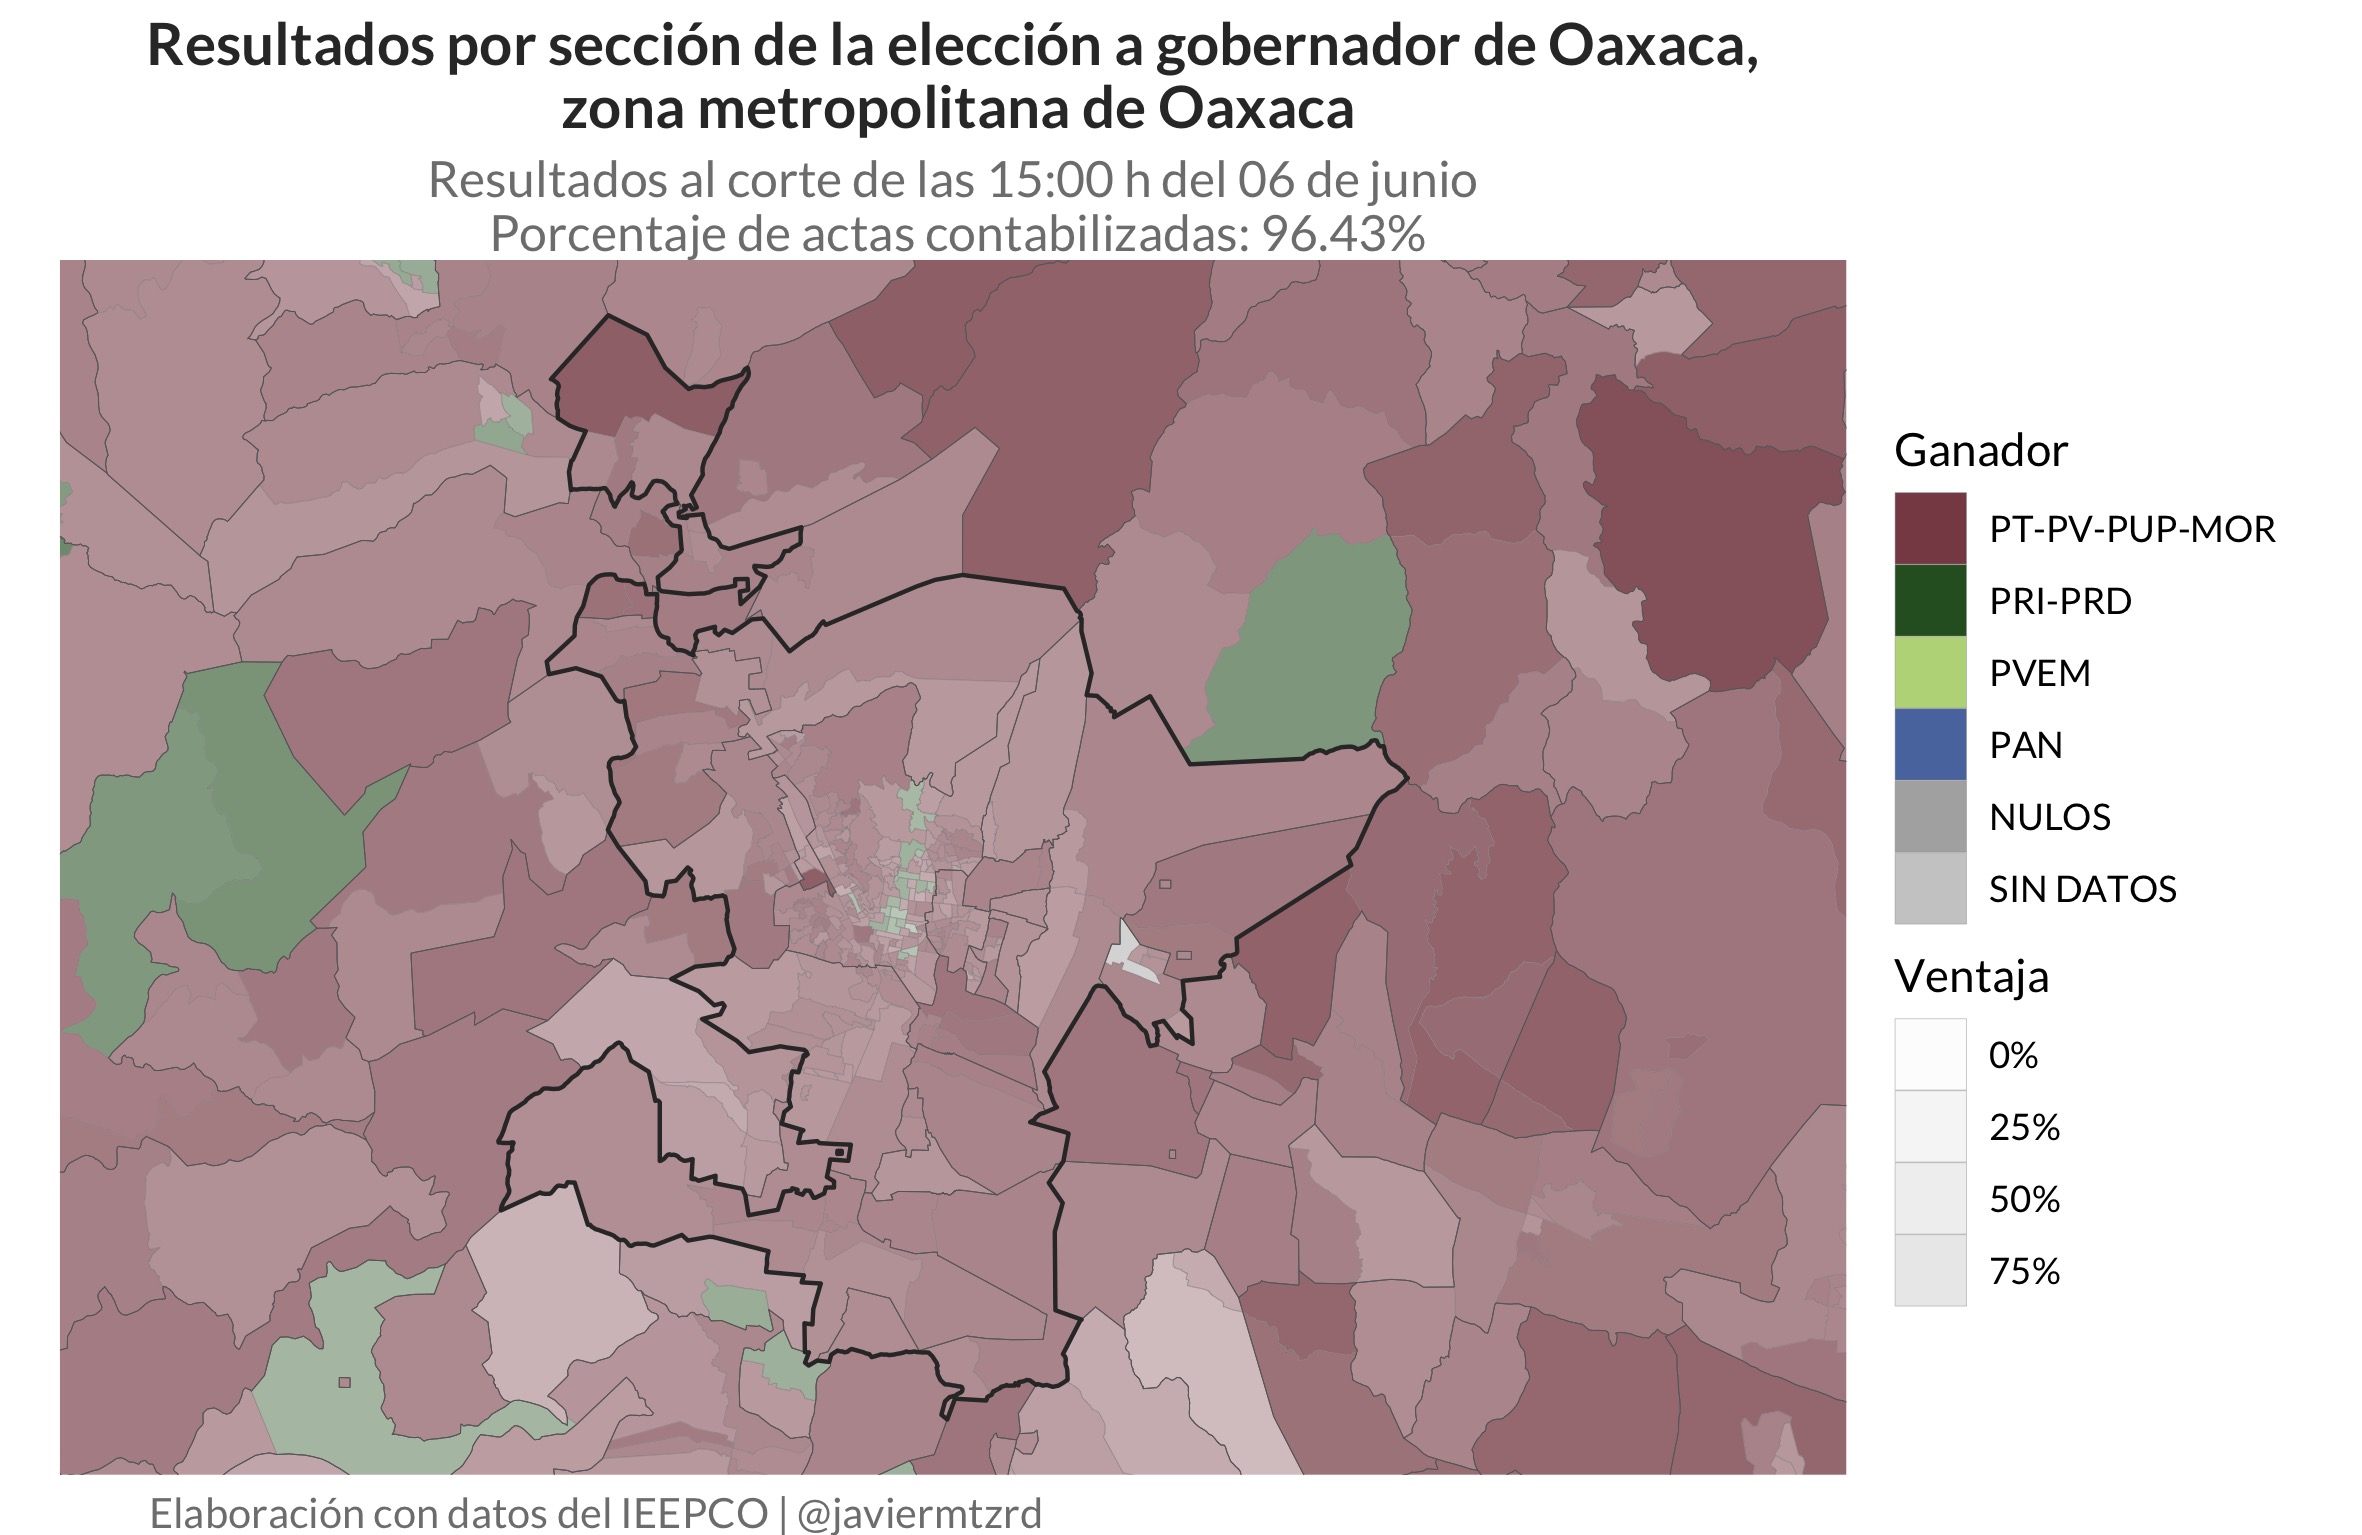 Resultados por sección de la elección a gobernador de Oaxaca,
zona metropolitana de Oaxaca
Resultados al corte de las 15:00 h del 06 de junio
Porcentaje de actas contabilizadas: 96.43%
Ganador
PT-PV-PUP-MOR
PRI-PRD
PVEM
PAN
NULOS
SIN DATOS
Ventaja
0%
25%
50%
75%
Elaboración con datos del IEEPCO | @javiermtzrd